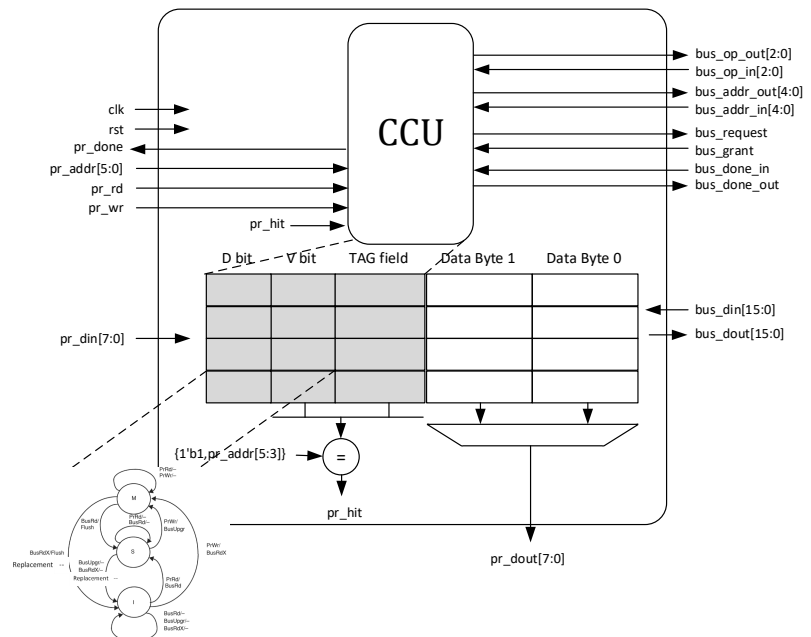 CCU
clk
rst
pr_done
pr_addr[5:0]
pr_rd
pr_wr
pr_hit
bus_op_out[2:0]
bus_op_in[2:0]
bus_addr_out[4:0]
bus_addr_in[4:0]
bus_request
bus_grant
bus_done_in
bus_done_out
D bit V bit TAG field Data Byte 1 Data Byte 0
pr_din[7:0]
bus_din[15:0]
bus_dout[15:0]
{1'b1,pr_addr[5:3]}
=
pr_hit
pr_dout[7:0]
PrRd/--
PrWr/--
M
BusRd/
Flush
PrRd/--
BusRd/--
PrWr/
BusUpgr
S
BusRdX/Flush
Replacement --
PrWr/
BusRdX
BusUpgr/--
BusRdX/--
Replacement --
PrRd/
BusRd
I
BusRd/--
BusUpgr/--
BusRdX/--